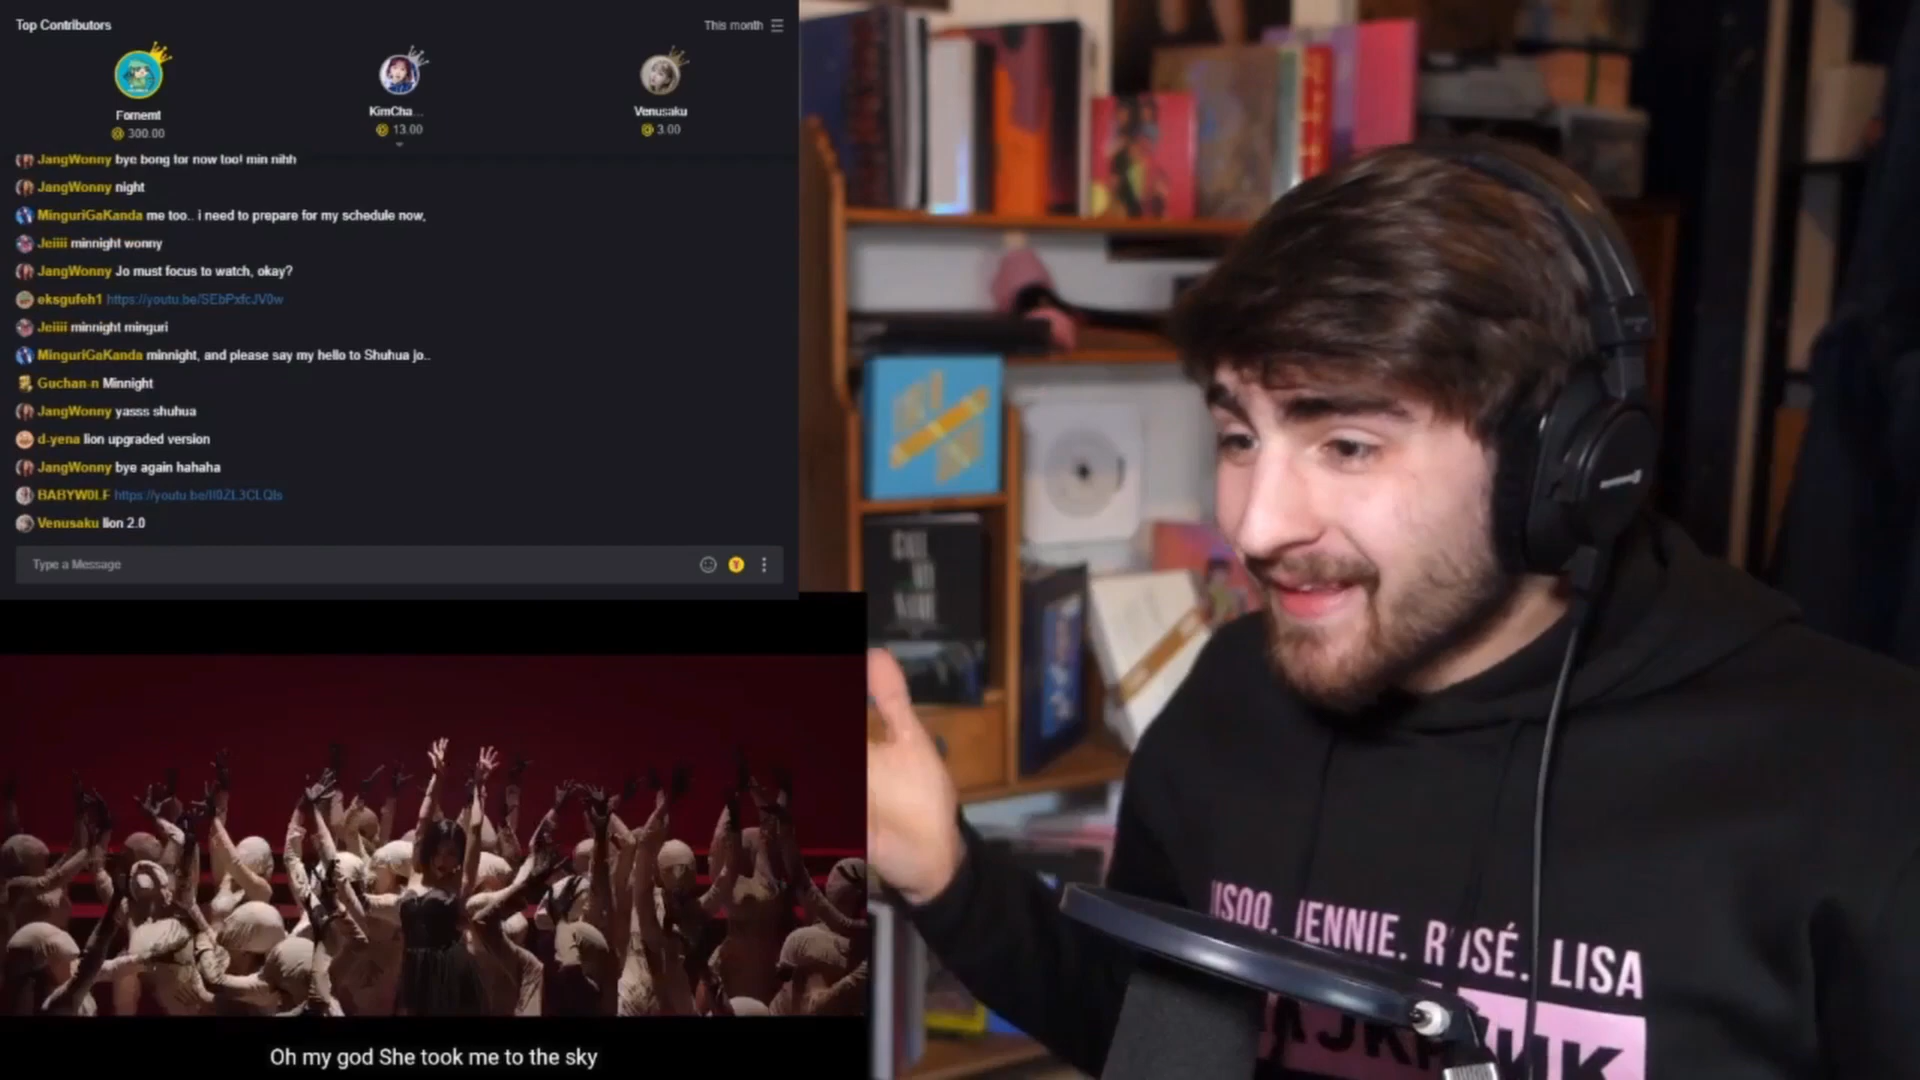 Top Contributors
This month
Fornemt
KimCha...
Venusaku
300.00
13.00
3.00
JangWonny bye bong for now too! min nihh
JangWonny night
MinguriGaKanda me too.. i need to prepare for my schedule now,
Jeiiii minnight wonny
JangWonny Jo must focus to watch, okay?
eksgufeh1 https://youtu.be/SEbPxfcJV0w
Jeiiii minnight minguri
MinguriGaKanda minnight, and please say my hello to Shuhua jo..
Guchan-n Minnight
JangWonny yasss shuhua
d-yena lion upgraded version
JangWonny bye again hahaha
BABYW0LF https://youtu.be/
Venusaku lion 2.0
Type a Message
Oh my god She took me to the sky
JISOO. JENNIE. ROSÉ. LISA